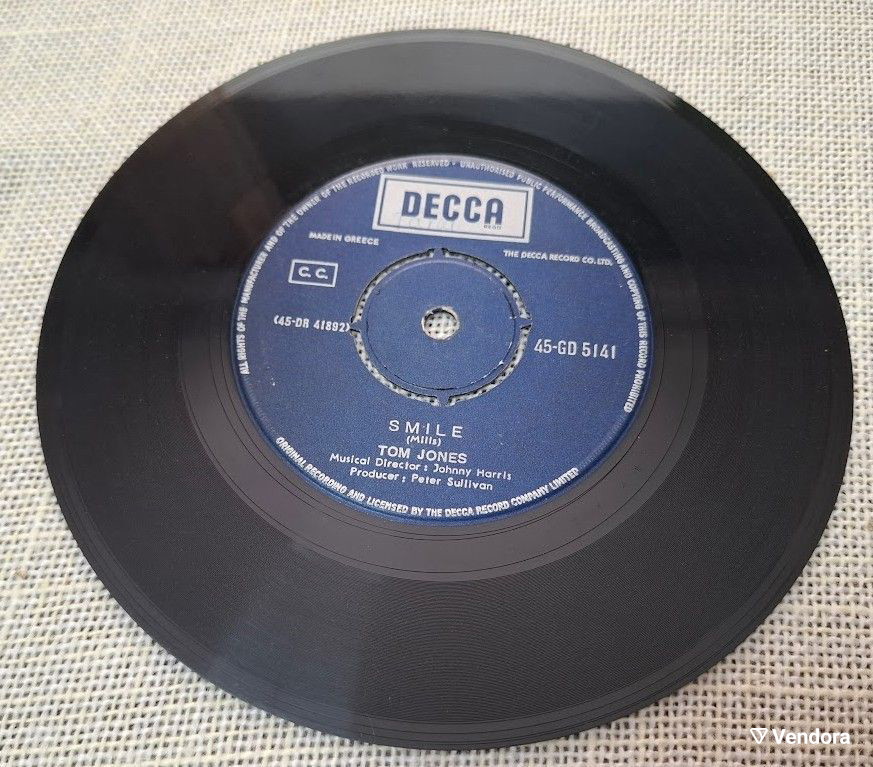 ALL RIGHTS OF THE MANUFACTURER AND OF THE OWNER OF THE RECORDED WORK RESERVED • UNAUTHORISED PUBLIC PERFORMANCE BROADCASTING AND COPYING OF THIS RECORD PROHIBITED
DECCA
MADE IN GREECE
THE DECCA RECORD CO. LTD.
C. C.
(45-DR 41892)
45-GD 5141
SMILE
(Mills)
TOM JONES
Musical Director : Johnny Harris
Producer : Peter Sullivan
ORIGINAL RECORDING AND LICENSED BY THE DECCA RECORD COMPANY LIMITED
Vendora